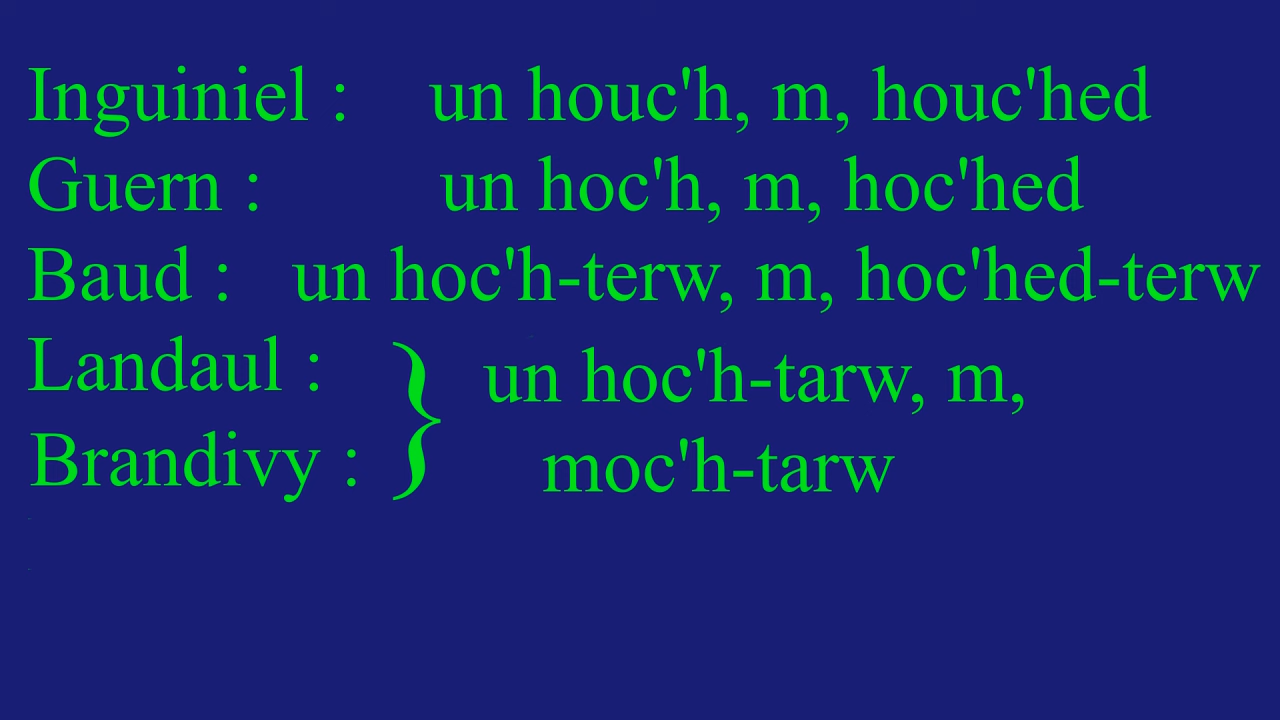 Inguiniel : un houc'h, m, houc'hed
Guern : un hoc'h, m, hoc'hed
Baud : un hoc'h-terw, m, hoc'hed-terw
Landaul :
Brandivy : } un hoc'h-tarw, m,
moc'h-tarw